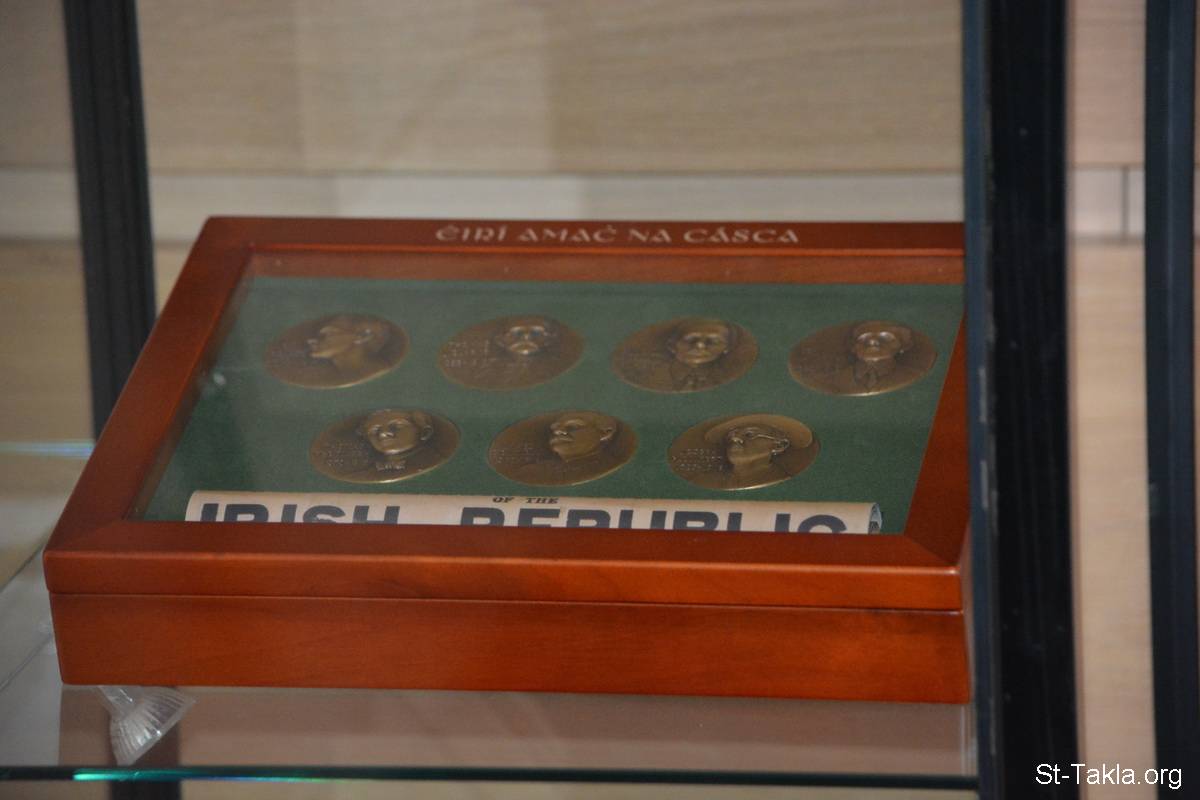 ÉIRÍ AMAĊ NA CÁSCA
OF THE
IRISH REPUBLIC
St-Takla.org